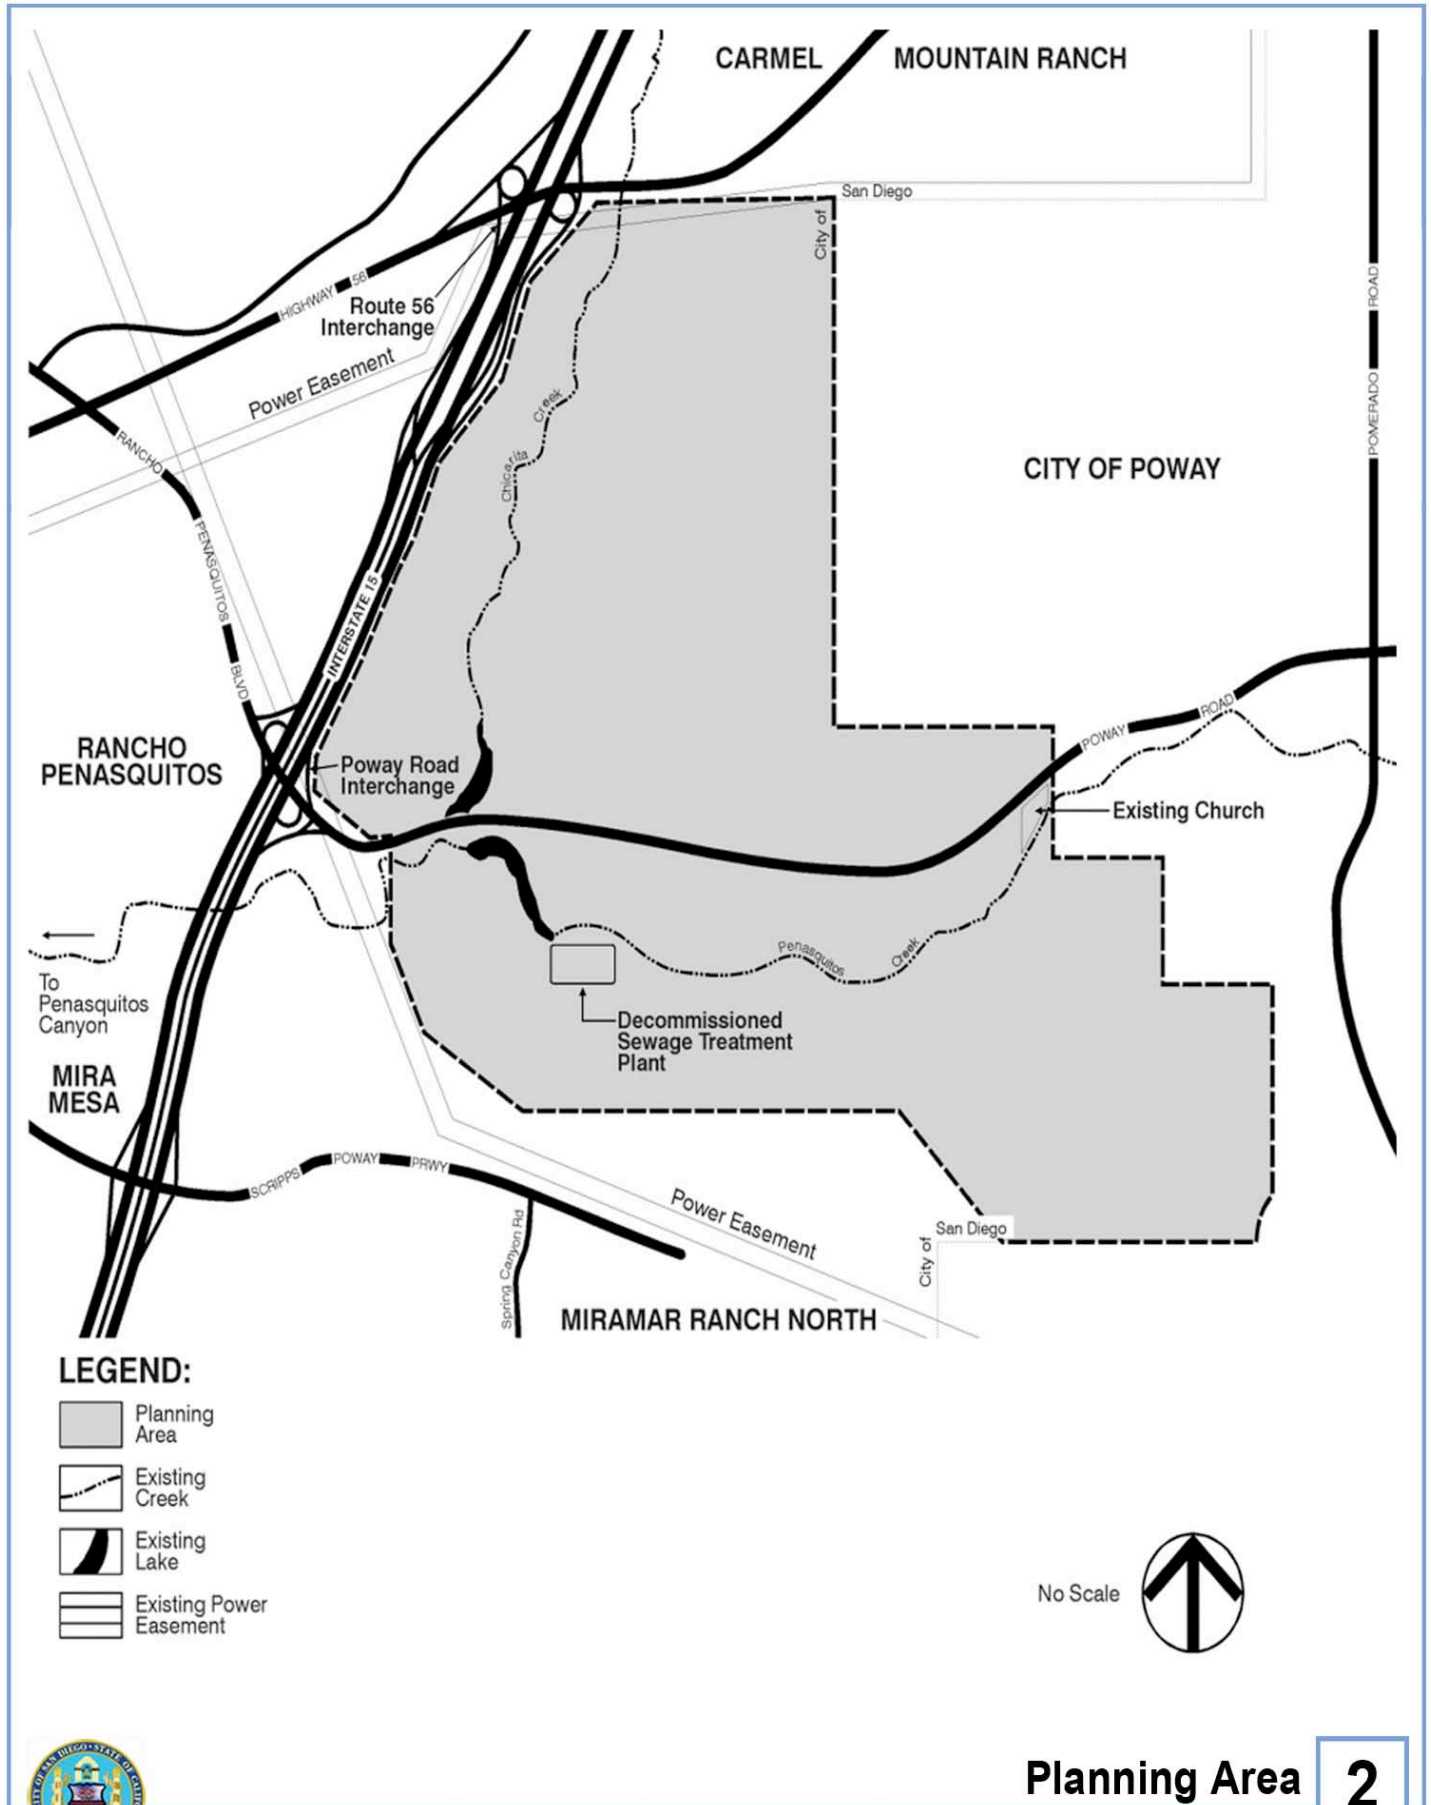 CARMEL MOUNTAIN RANCH
San Diego
City of
HIGHWAY 56
Route 56
Interchange
Power Easement
POMERADO ROAD
Chicarita Creek
RANCHO PENASQUITOS BLVD
CITY OF POWAY
INTERSTATE 15
POWAY ROAD
RANCHO
PENASQUITOS
Poway Road
Interchange
Existing Church
Penasquitos Creek
To
Penasquitos
Canyon
Decommissioned
Sewage Treatment
Plant
MIRA
MESA
SCRIPPS POWAY PRWY
Power Easement
Spring Canyon Rd
San Diego
City of
MIRAMAR RANCH NORTH
LEGEND:
Planning
Area
Existing
Creek
Existing
Lake
Existing Power
Easement
No Scale
Planning Area 2